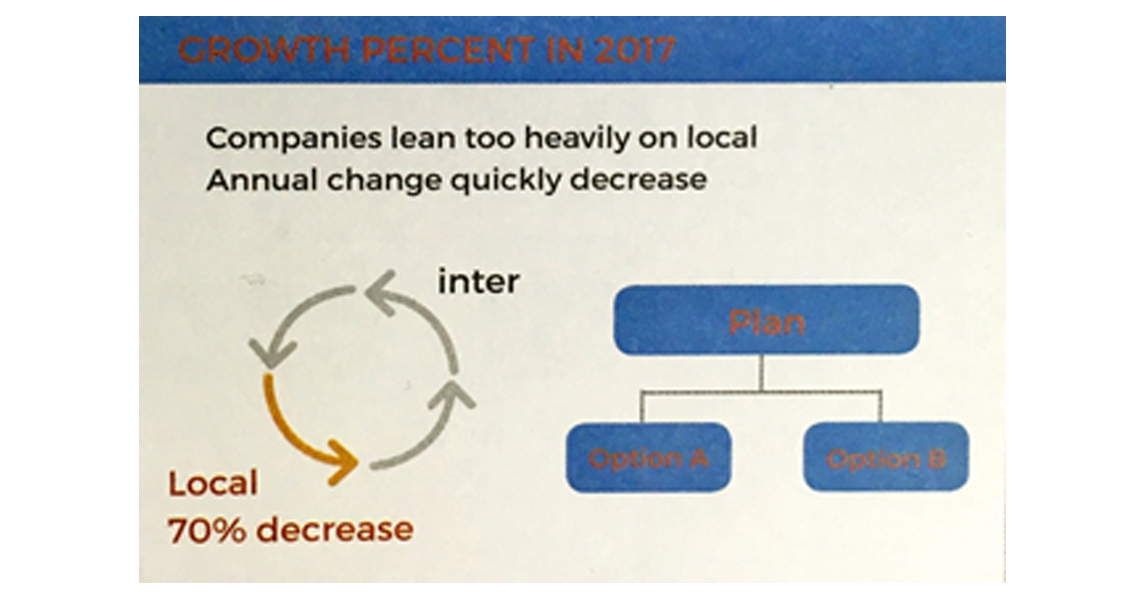 GROWTH PERCENT IN 2017
Companies lean too heavily on local
Annual change quickly decrease
inter
Plan
Option A
Option B
Local
70% decrease